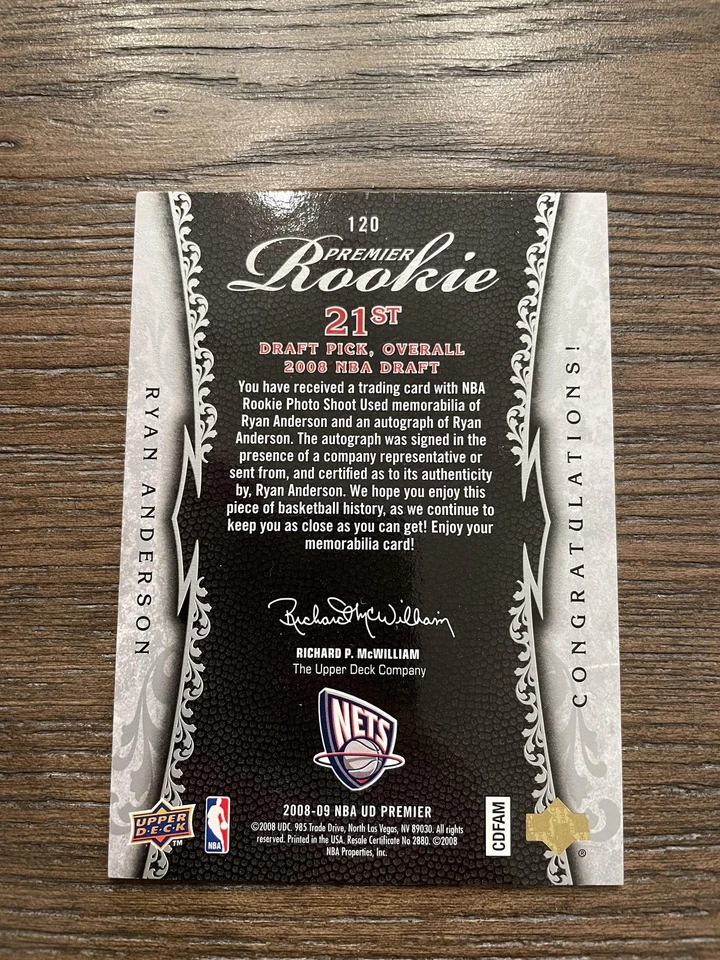 120
PREMIER
Rookie
21ST
DRAFT PICK, OVERALL
2008 NBA DRAFT
You have received a trading card with NBA
Rookie Photo Shoot Used memorabilia of
Ryan Anderson and an autograph of Ryan
Anderson. The autograph was signed in the
presence of a company representative or
sent from, and certified as to its authenticity
by, Ryan Anderson. We hope you enjoy this
piece of basketball history, as we continue to
keep you as close as you can get! Enjoy your
memorabilia card!
Richard McWilliam
RICHARD P. McWILLIAM
The Upper Deck Company
NETS
2008-09 NBA UD PREMIER
©2008 UDC. 985 Trade Drive, North Las Vegas, NV 89030. All rights
reserved. Printed in the USA. Resale Certificate No 2880. ©2008
NBA Properties, Inc.
RYAN ANDERSON
CONGRATULATIONS!
UPPER
D·E·C·K
TM
NBA
CDFAM
®